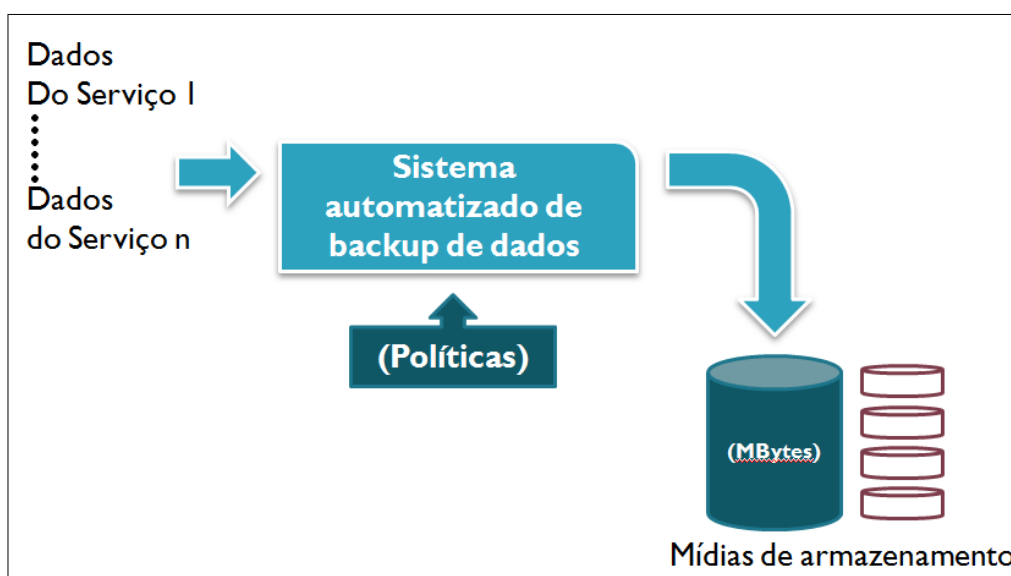 Dados
Do Serviço 1
Dados
do Serviço n
Sistema
automatizado de
backup de dados
(Políticas)
(MBytes)
Mídias de armazenamento